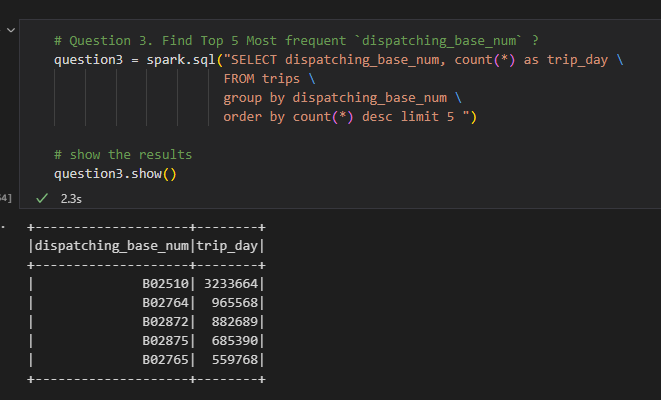 # Question 3. Find Top 5 Most frequent `dispatching_base_num` ?
question3 = spark.sql("SELECT dispatching_base_num, count(*) as trip_day \
FROM trips \
group by dispatching_base_num \
order by count(*) desc limit 5 ")
# show the results
question3.show()
4] 2.3s
+--------------------+--------+
|dispatching_base_num|trip_day|
+--------------------+--------+
|              B02510| 3233664|
|              B02764|  965568|
|              B02872|  882689|
|              B02875|  685390|
|              B02765|  559768|
+--------------------+--------+